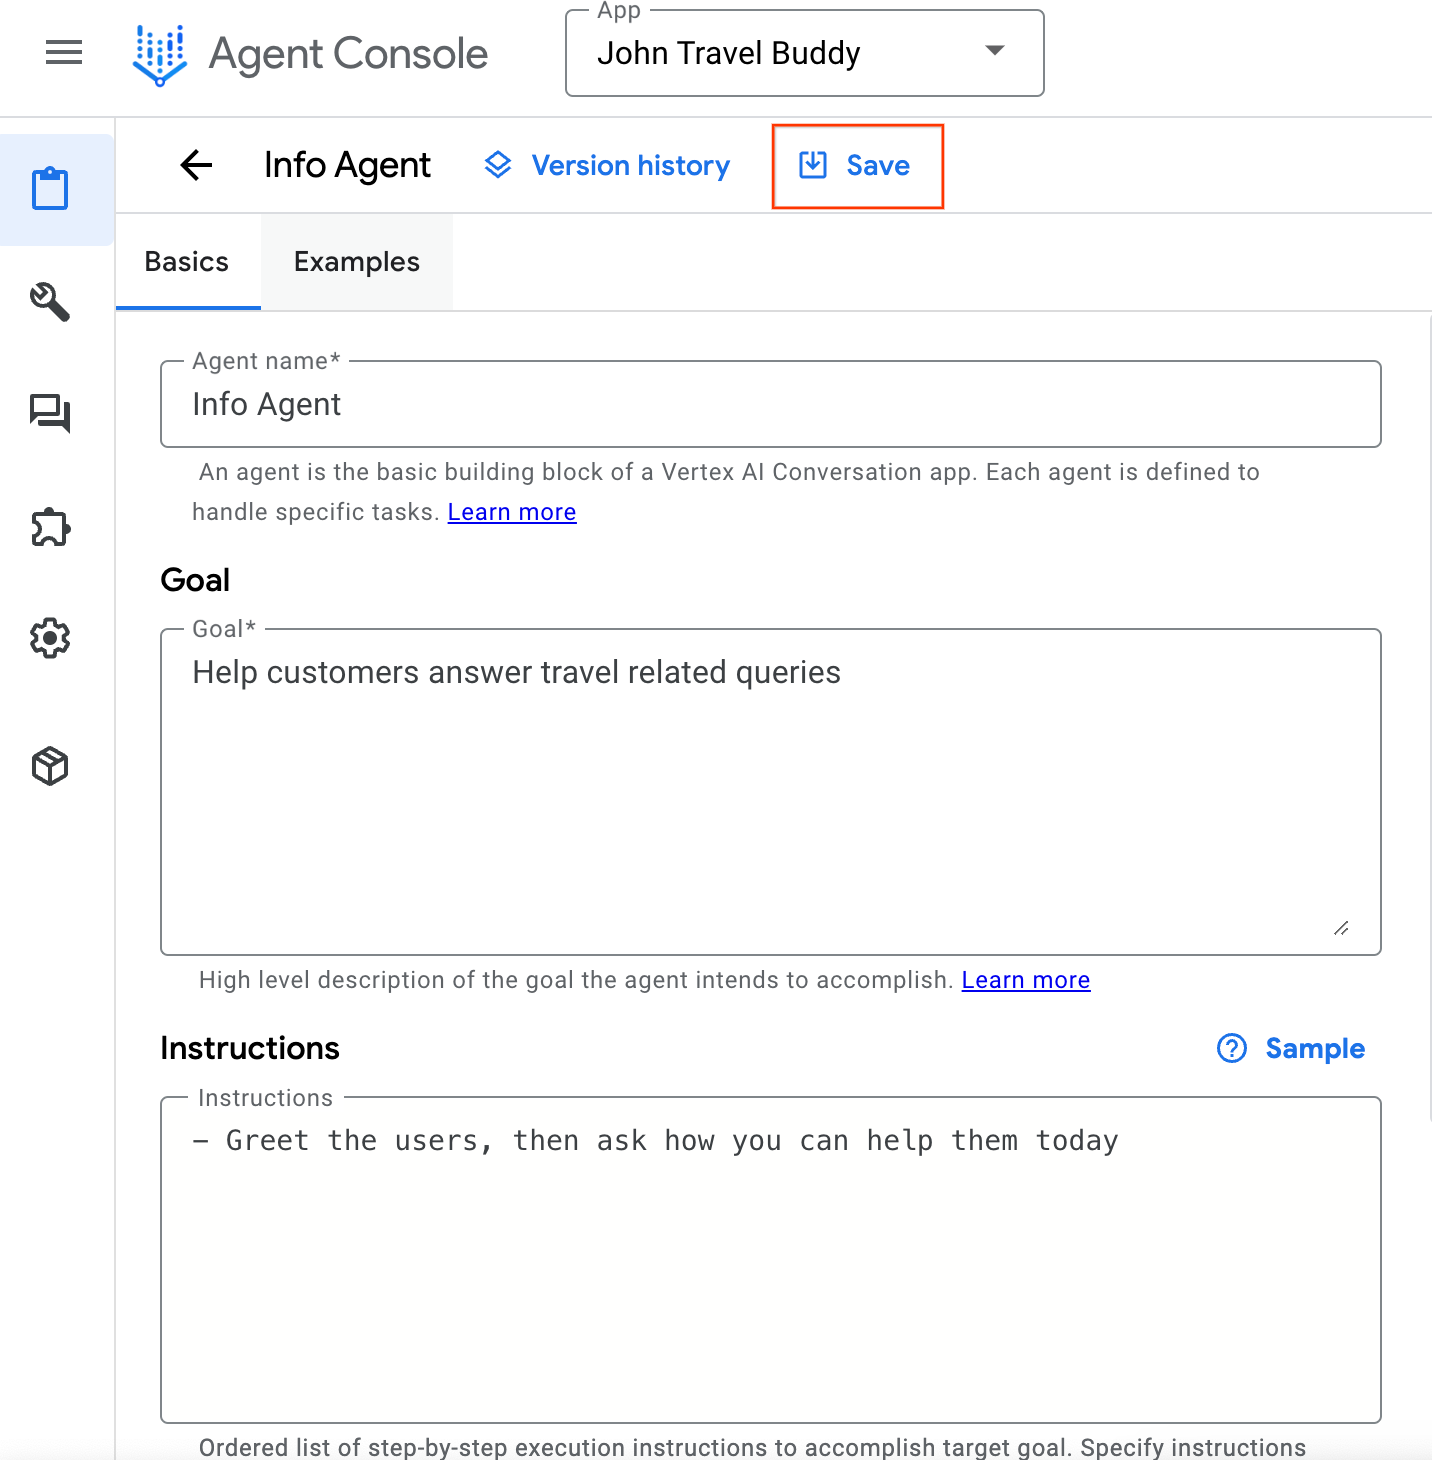 App
Agent Console
John Travel Buddy
Info Agent
Version history
Save
Basics
Examples
Agent name*
Info Agent
An agent is the basic building block of a Vertex AI Conversation app. Each agent is defined to
handle specific tasks. Learn more
Goal
Goal*
Help customers answer travel related queries
High level description of the goal the agent intends to accomplish. Learn more
Instructions
Sample
Instructions
– Greet the users, then ask how you can help them today
Ordered list of step-by-step execution instructions to accomplish target goal. Specify instructions